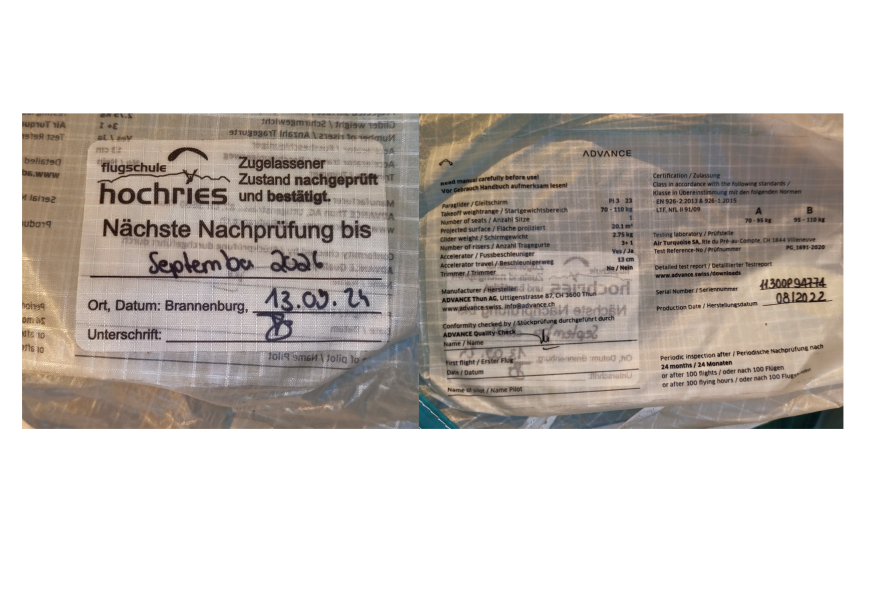 flugschule
hochries
Zugelassener
Zustand nachgeprüft
und bestätigt.
Nächste Nachprüfung bis
September 2026
Ort, Datum: Brannenburg, 13.09.24
Unterschrift:
ADVANCE
Read manual carefully before use!
Vor Gebrauch Handbuch aufmerksam lesen!
Paraglider / Gleitschirm PI 3 23
Takeoff weightrange / Startgewichtsbereich 70 - 110 kg
Number of seats / Anzahl Sitze 1
Projected surface / Fläche projiziert 20.1 m²
Glider weight / Schirmgewicht 2.75 kg
Number of risers / Anzahl Tragegurte 3+1
Accelerator / Fussbeschleuniger Yes / Ja
Accelerator travel / Beschleunigerweg 13 cm
Trimmer / Trimmer No / Nein
Manufacturer / Hersteller
ADVANCE Thun AG, Uttigenstrasse 87, CH 3600 Thun
www.advance.swiss, info@advance.ch
Conformity checked by / Stückprüfung durchgeführt durch
ADVANCE Quality-Check
Name / Name
First flight / Erster Flug
Date / Datum
Name of pilot / Name Pilot
Certification / Zulassung
Class in accordance with the following standards /
Klasse in Übereinstimmung mit den folgenden Normen
EN 926-2:2013 & 926-1:2015 A B
LTF, NFL II 91/09 70 - 95 kg 95 - 110 kg
Testing laboratory / Prüfstelle
Air Turquoise SA, Rte du Pré-au-Compte, CH 1844 Villeneuve
Test Reference-No / Prüfnummer PG_1691-2020
Detailed test report / Detaillierter Testreport
www.advance.swiss/downloads
Serial Number / Seriennummer
Production Date / Herstellungsdatum 08/2022
Periodic inspection after / Periodische Nachprüfung nach
24 months / 24 Monaten
or after 100 flights / oder nach 100 Flügen
or after 100 flying hours / oder nach 100 Flugstunden